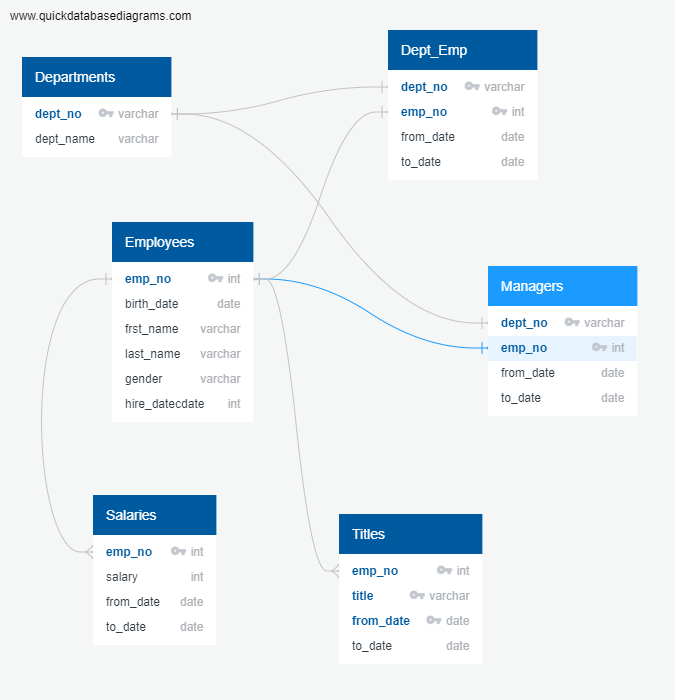 www.quickdatabasediagrams.com
Departments
dept_no varchar
dept_name varchar
Dept_Emp
dept_no varchar
emp_no int
from_date date
to_date date
Employees
emp_no int
birth_date date
frst_name varchar
last_name varchar
gender varchar
hire_datecdate int
Managers
dept_no varchar
emp_no int
from_date date
to_date date
Salaries
emp_no int
salary int
from_date date
to_date date
Titles
emp_no int
title varchar
from_date date
to_date date